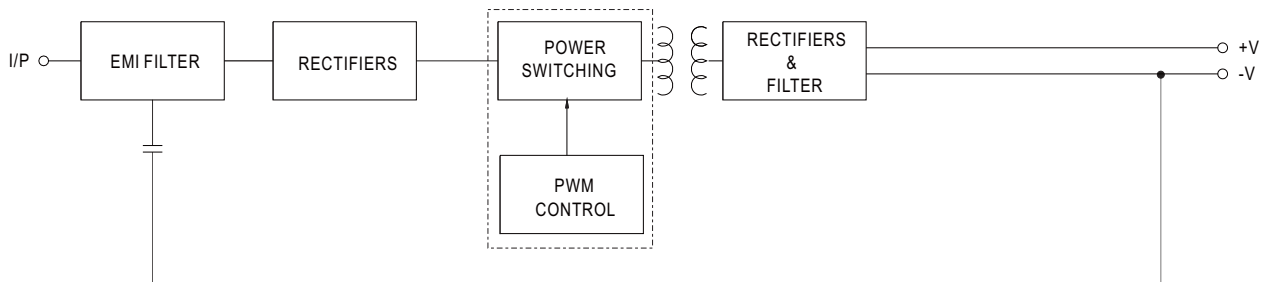 I/P
EMI FILTER
RECTIFIERS
POWER
SWITCHING
PWM
CONTROL
RECTIFIERS
&
FILTER
+V
-V